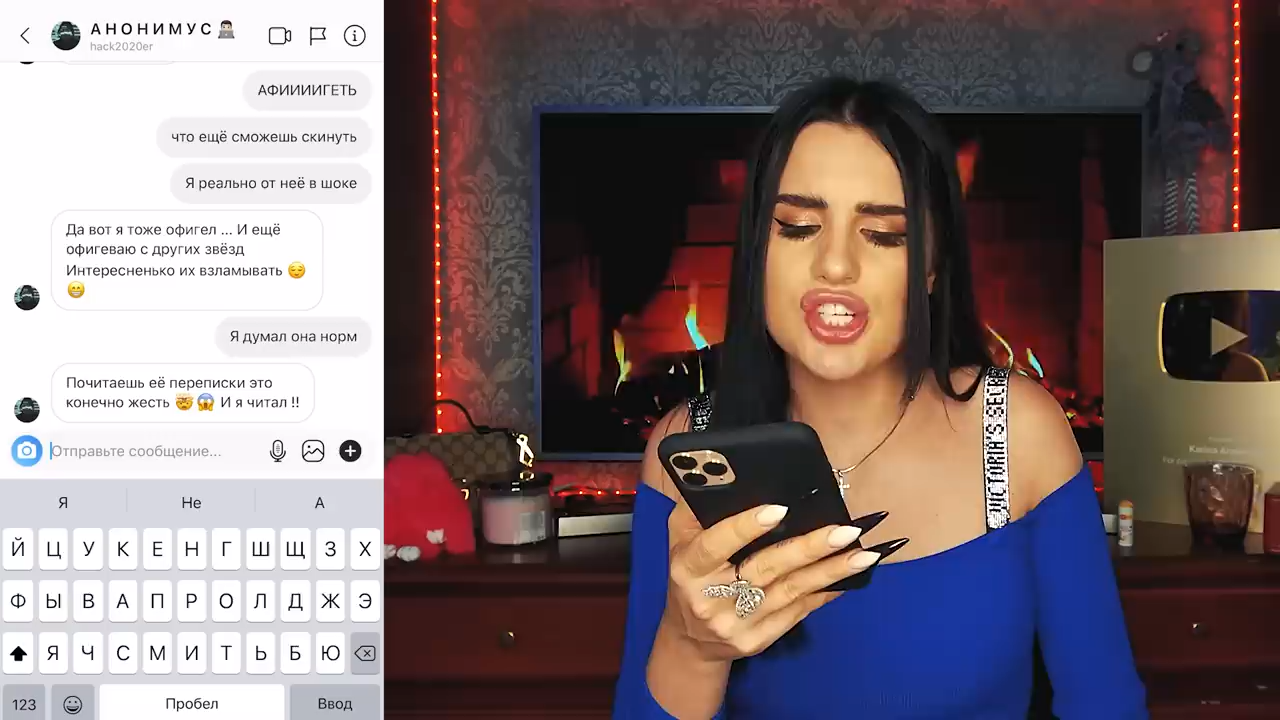 АНОНИМУС
hack2020er
АФИИИИГЕТЬ
что ещё сможешь скинуть
Я реально от неё в шоке
Да вот я тоже офигел ... И ещё
офигеваю с других звёзд
Интересненько их взламывать 😌
😁
Я думал она норм
Почитаешь её переписки это
конечно жесть 🤯😱 И я читал !!
Отправьте сообщение...
Я Не А
Й Ц У К Е Н Г Ш Щ З Х
Ф Ы В А П Р О Л Д Ж Э
Я Ч С М И Т Ь Б Ю
123 Пробел Ввод
VICTORIA'S SECR
Karina